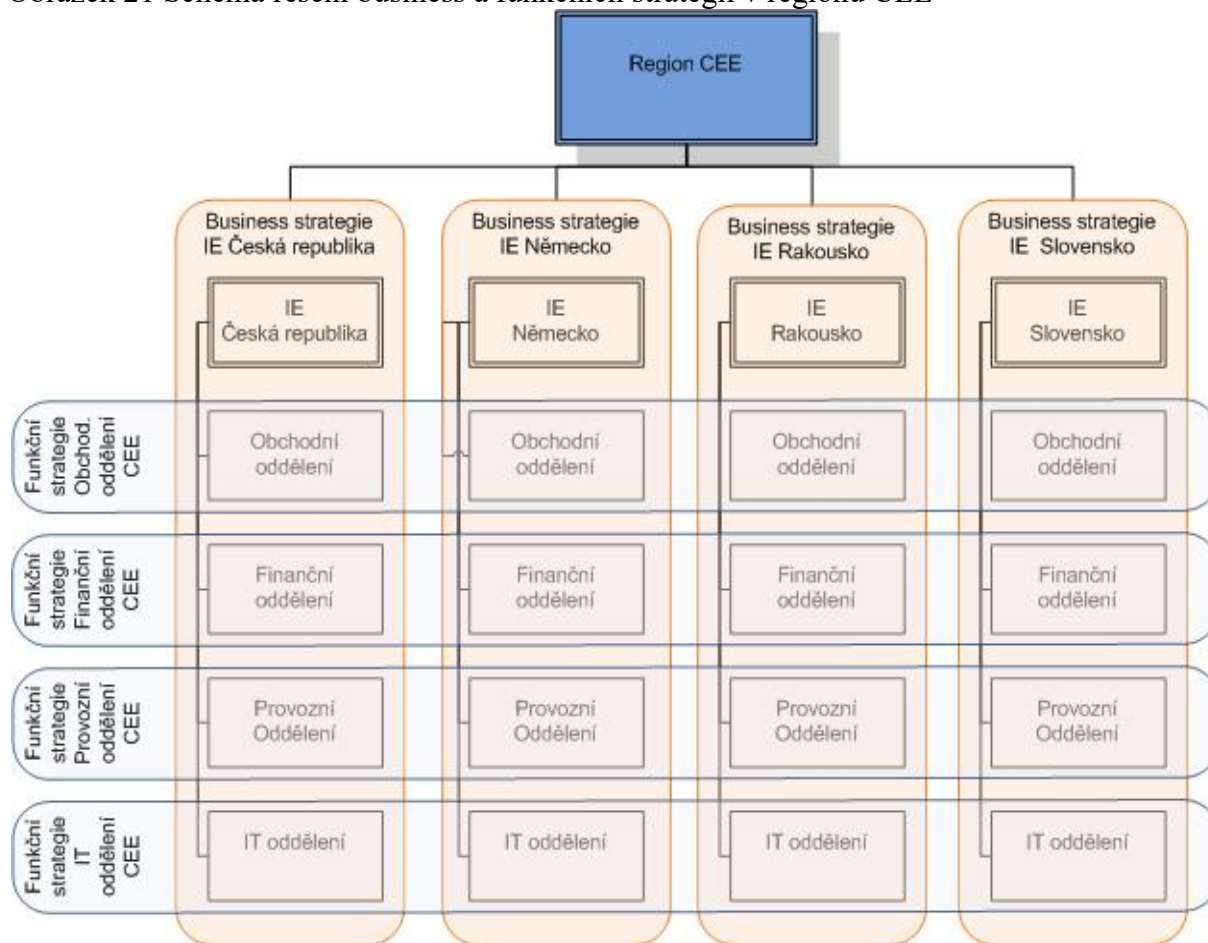 Obrázek 21 Schéma řešení business a funkčních strategií v regionu CEE
Region CEE
Business strategie
IE Česká republika
Business strategie
IE Německo
Business strategie
IE Rakousko
Business strategie
IE Slovensko
IE
Česká republika
IE
Německo
IE
Rakousko
IE
Slovensko
Funkční
strategie
Obchod.
oddělení
CEE
Obchodní
oddělení
Obchodní
oddělení
Obchodní
oddělení
Obchodní
oddělení
Funkční
strategie
Finanční
oddělení
CEE
Finanční
oddělení
Finanční
oddělení
Finanční
oddělení
Finanční
oddělení
Funkční
strategie
Provozní
oddělení
CEE
Provozní
Oddělení
Provozní
Oddělení
Provozní
Oddělení
Provozní
Oddělení
Funkční
strategie
IT
oddělení
CEE
IT oddělení
IT oddělení
IT oddělení
IT oddělení